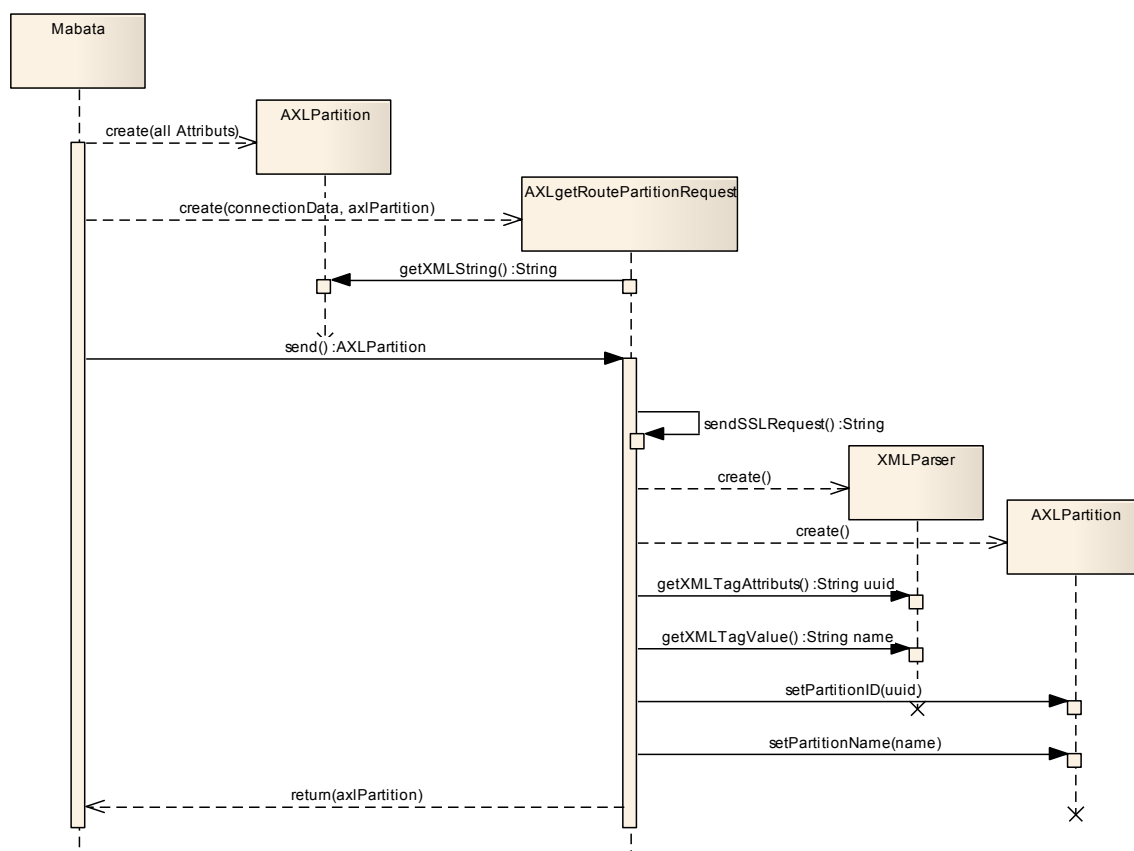 Mabata
AXLPartition
create(all Attributs)
AXLgetRoutePartitionRequest
create(connectionData, axlPartition)
getXMLString() :String
send() :AXLPartition
sendSSLRequest() :String
XMLParser
create()
AXLPartition
create()
getXMLTagAttributs() :String uuid
getXMLTagValue() :String name
setPartitionID(uuid)
setPartitionName(name)
return(axlPartition)